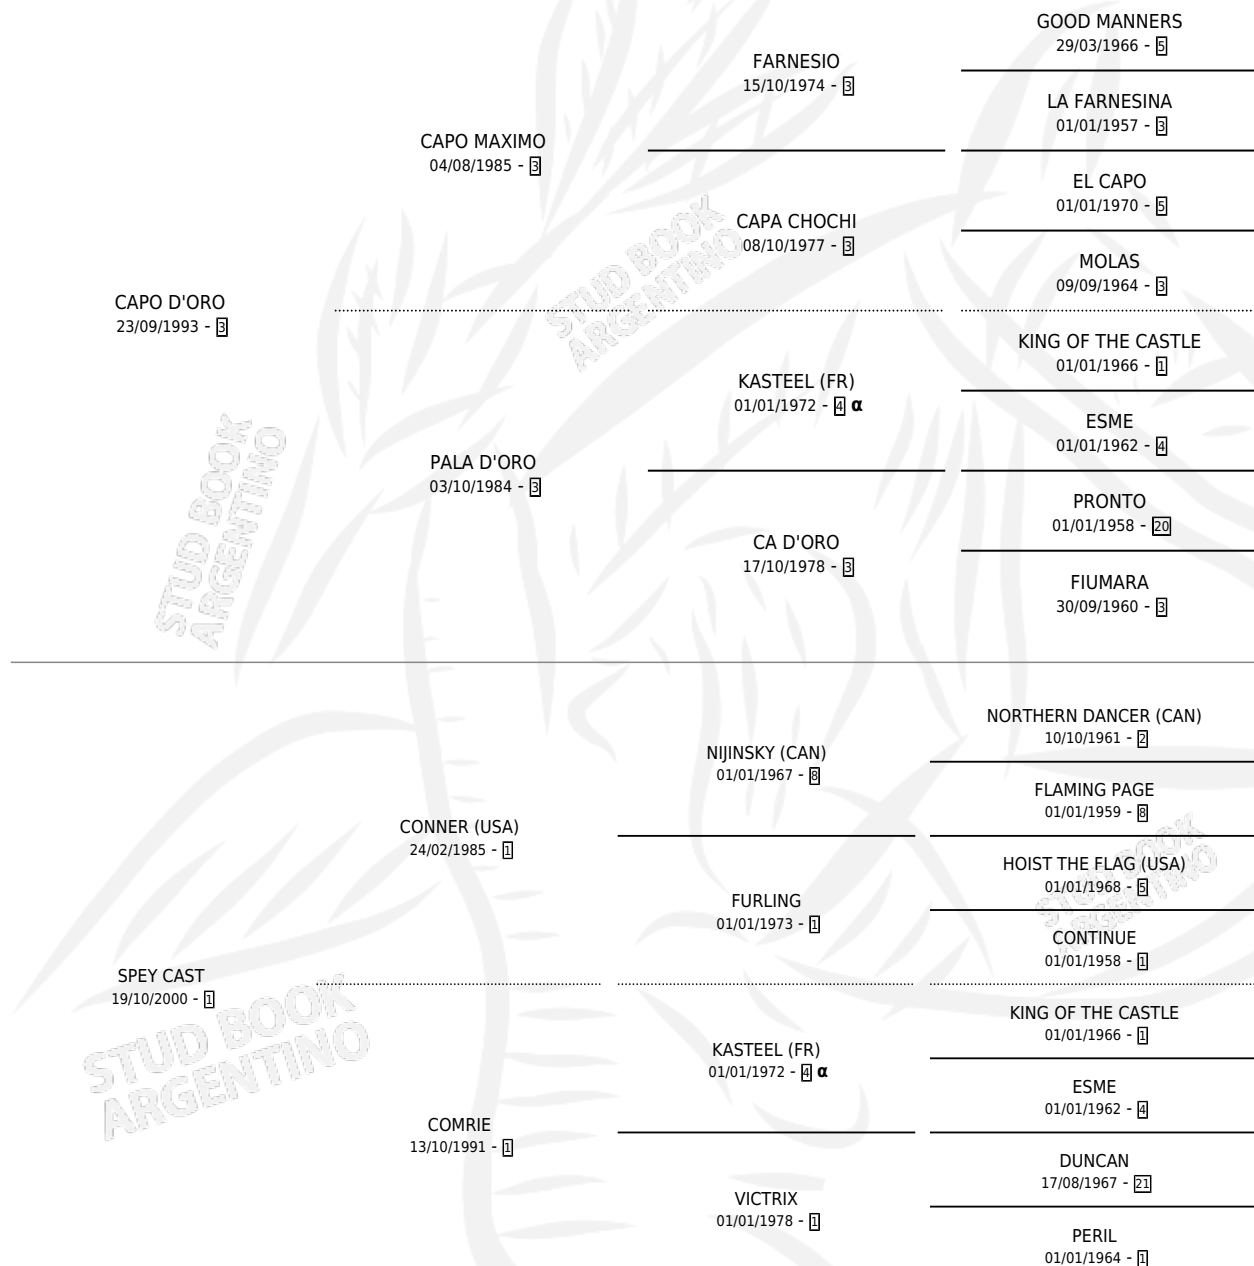 GOOD MANNERS
29/03/1966 - 5
FARNESIO
15/10/1974 - 3
LA FARNESINA
01/01/1957 - 3
CAPO MAXIMO
04/08/1985 - 3
EL CAPO
01/01/1970 - 5
CAPA CHOCHI
08/10/1977 - 3
MOLAS
09/09/1964 - 3
CAPO D'ORO
23/09/1993 - 3
KING OF THE CASTLE
01/01/1966 - 1
KASTEEL (FR)
01/01/1972 - 4 α
ESME
01/01/1962 - 4
PALA D'ORO
03/10/1984 - 3
PRONTO
01/01/1958 - 20
CA D'ORO
17/10/1978 - 3
FIUMARA
30/09/1960 - 3
STUD BOOK
ARGENTINO
STUD BOOK
ARGENTINO
NORTHERN DANCER (CAN)
10/10/1961 - 2
NIJINSKY (CAN)
01/01/1967 - 8
FLAMING PAGE
01/01/1959 - 8
CONNER (USA)
24/02/1985 - 1
HOIST THE FLAG (USA)
01/01/1968 - 5
FURLING
01/01/1973 - 1
CONTINUE
01/01/1958 - 1
SPEY CAST
19/10/2000 - 1
KING OF THE CASTLE
01/01/1966 - 1
KASTEEL (FR)
01/01/1972 - 4 α
ESME
01/01/1962 - 4
COMRIE
13/10/1991 - 1
DUNCAN
17/08/1967 - 21
VICTRIX
01/01/1978 - 1
PERIL
01/01/1964 - 1
STUD BOOK
ARGENTINO
STUD BOOK
ARGENTINO